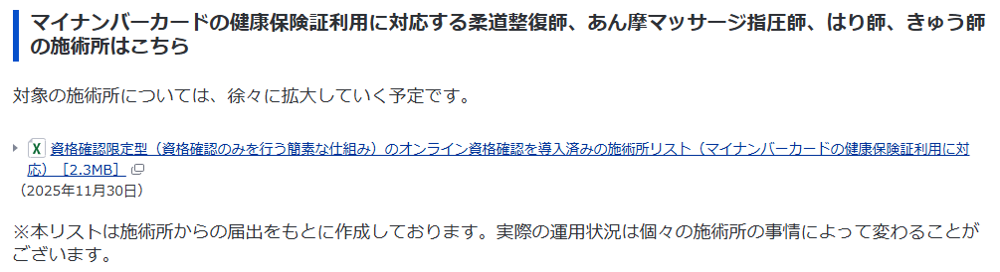 マイナンバーカードの健康保険証利用に対応する柔道整復師、あん摩マッサージ指圧師、はり師、きゅう師
の施術所はこちら
対象の施術所については、徐々に拡大していく予定です。
資格確認限定型（資格確認のみを行う簡素な仕組み）のオンライン資格確認を導入済みの施術所リスト（マイナンバーカードの健康保険証利用に対
応）［2.3MB］
（2025年11月30日）
※本リストは施術所からの届出をもとに作成しております。実際の運用状況は個々の施術所の事情によって変わることが
ございます。